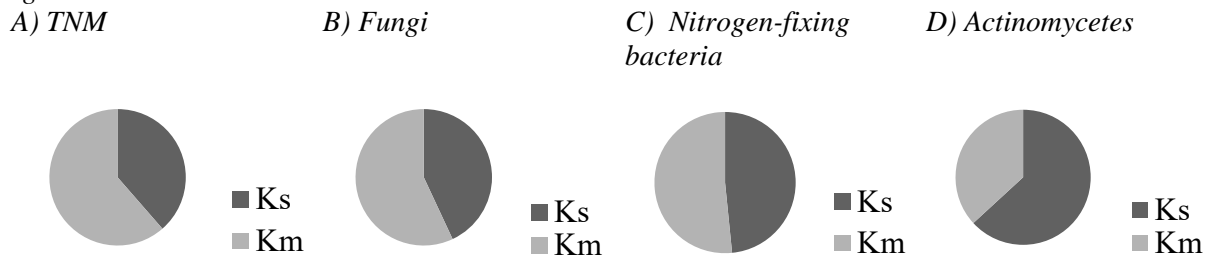 A) TNM
B) Fungi
C) Nitrogen-fixing
bacteria
D) Actinomycetes
Ks
Km
Ks
Km
Ks
Km
Ks
Km